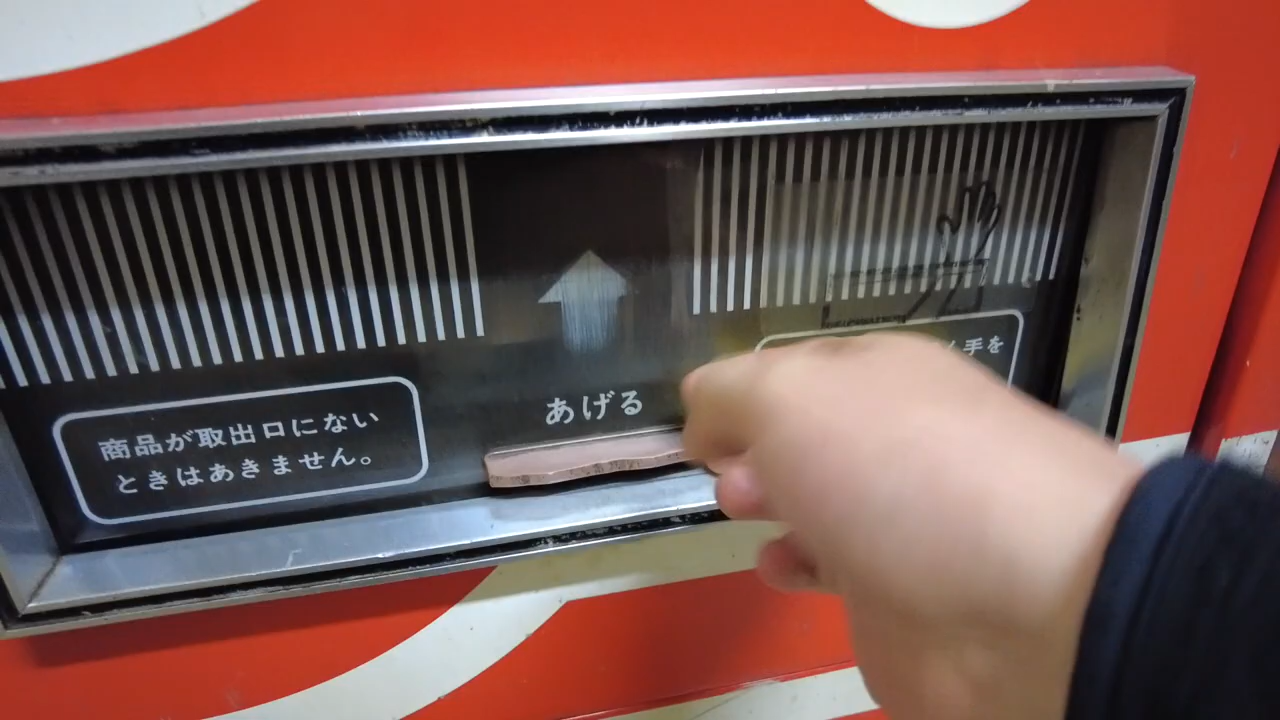 商品が取出口にない
ときはあきません。
あげる
手を